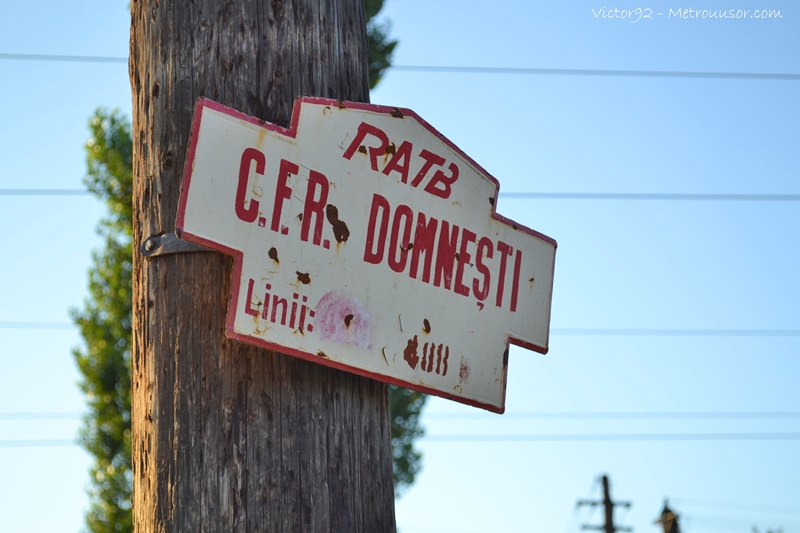 Victor92 - Metrouusor.com
RATB
C.F.R. DOMNEȘTI
Linii: